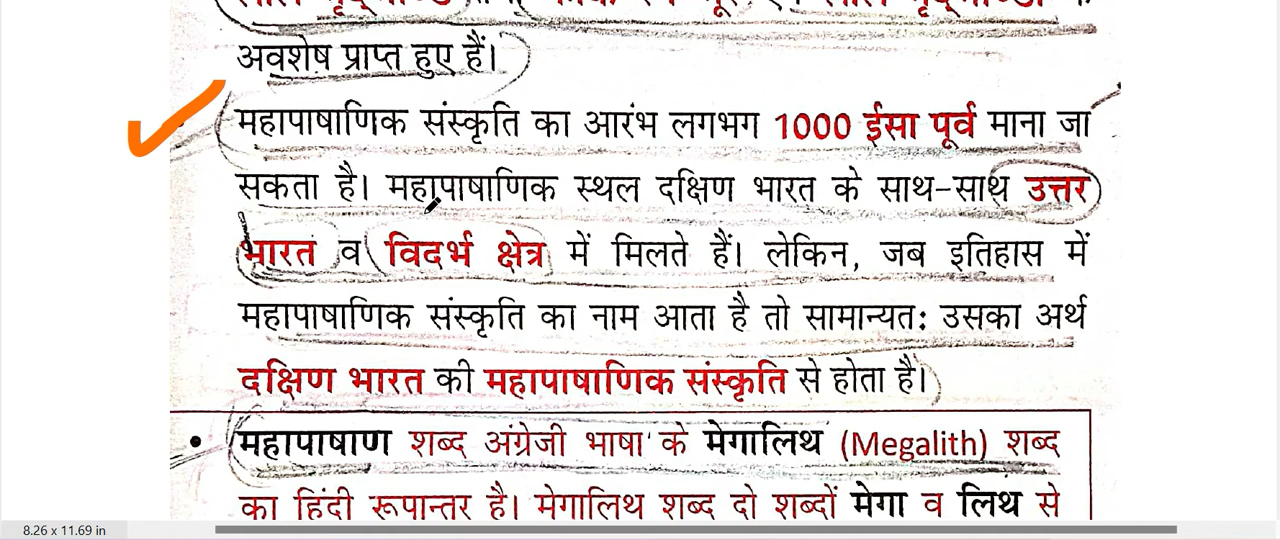 अवशेष प्राप्त हुए हैं।
महापाषाणिक संस्कृति का आरंभ लगभग 1000 ईसा पूर्व माना जा
सकता है। महापाषाणिक स्थल दक्षिण भारत के साथ-साथ उत्तर
भारत व विदर्भ क्षेत्र में मिलते हैं। लेकिन, जब इतिहास में
महापाषाणिक संस्कृति का नाम आता है तो सामान्यतः उसका अर्थ
दक्षिण भारत की महापाषाणिक संस्कृति से होता है।
• महापाषाण शब्द अंग्रेजी भाषा के मेगालिथ (Megalith) शब्द
का हिंदी रूपान्तर है। मेगालिथ शब्द दो शब्दों मेगा व लिथ से
8.26 x 11.69 in